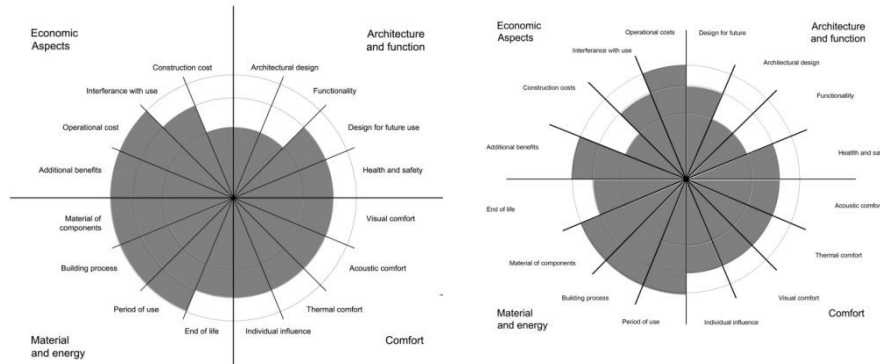 Economic
Aspects
Architecture
and function
Construction cost
Architectural design
Interferance with use
Functionality
Operational cost
Design for future use
Additional benefits
Health and safety
Material of
components
Visual comfort
Building process
Acoustic comfort
Period of use
Thermal comfort
End of life
Individual influence
Material
and energy
Comfort
Economic
Aspects
Architecture
and function
Operational costs
Design for future
Interferance with use
Architectural design
Construction costs
Functionality
Additional benefits
End of life
Acoustic comfort
Material of components
Thermal comfort
Building process
Visual comfort
Period of use
Individual influence
Material
and energy
Comfort